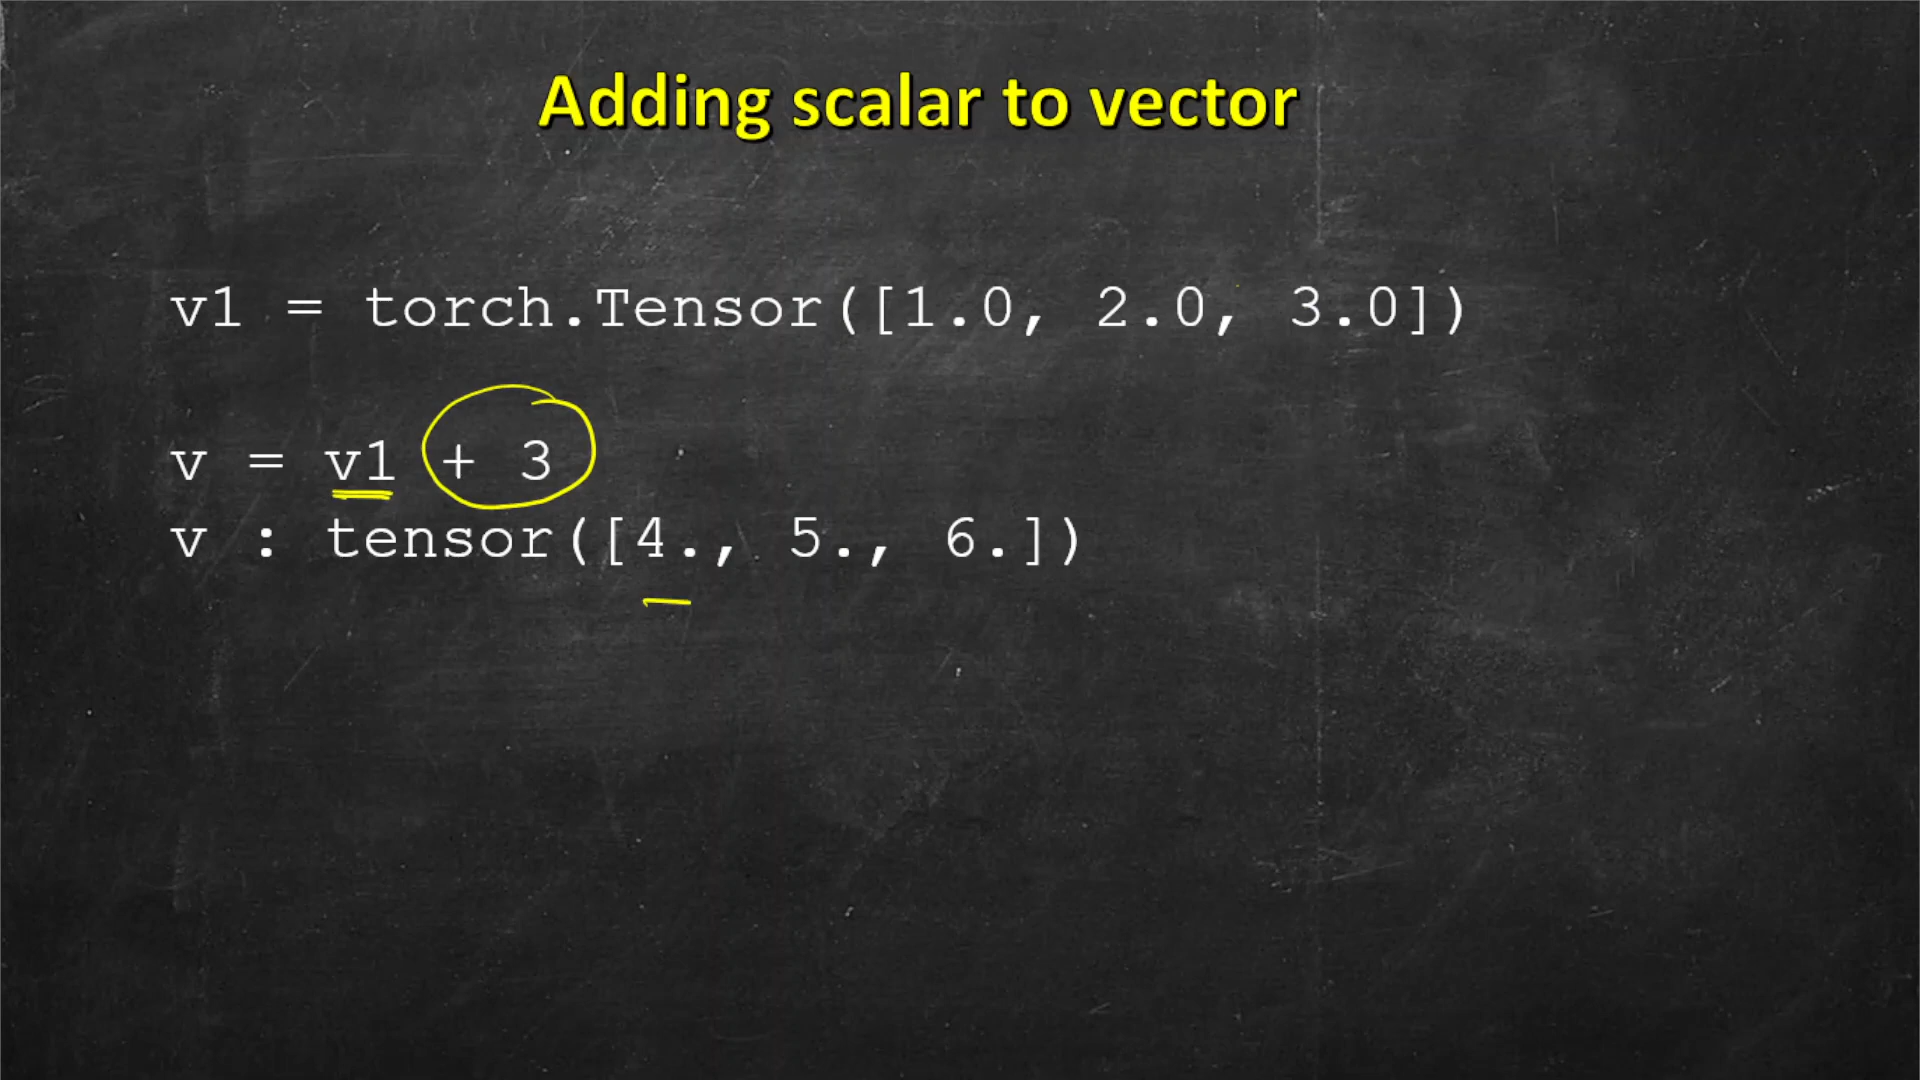 Adding scalar to vector
v1 = torch.Tensor([1.0, 2.0, 3.0])
v = v1 + 3
v : tensor([4., 5., 6.])